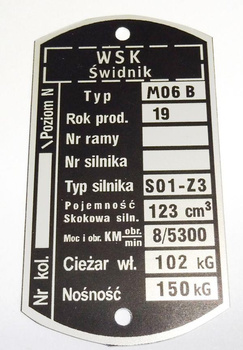 WSK
Świdnik
Typ M06 B
Rok prod. 19
Nr ramy
Nr silnika
Typ silnika S01-Z3
Pojemność
Skokowa siln. 123 cm³
Moc i obr. KM-obr./min 8/5300
Ciężar wł. 102 KG
Nośność 150 KG
Nr kol.
Poziom N